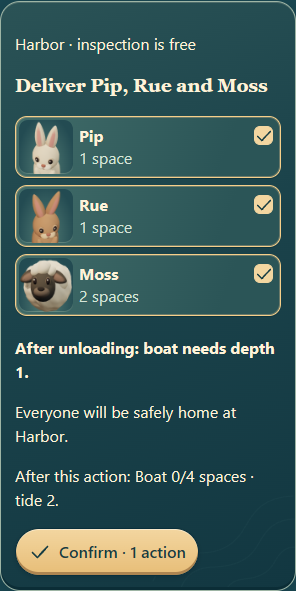 Harbor · inspection is free
Deliver Pip, Rue and Moss
Pip
1 space
Rue
1 space
Moss
2 spaces
After unloading: boat needs depth
1.
Everyone will be safely home at
Harbor.
After this action: Boat 0/4 spaces ·
tide 2.
Confirm · 1 action